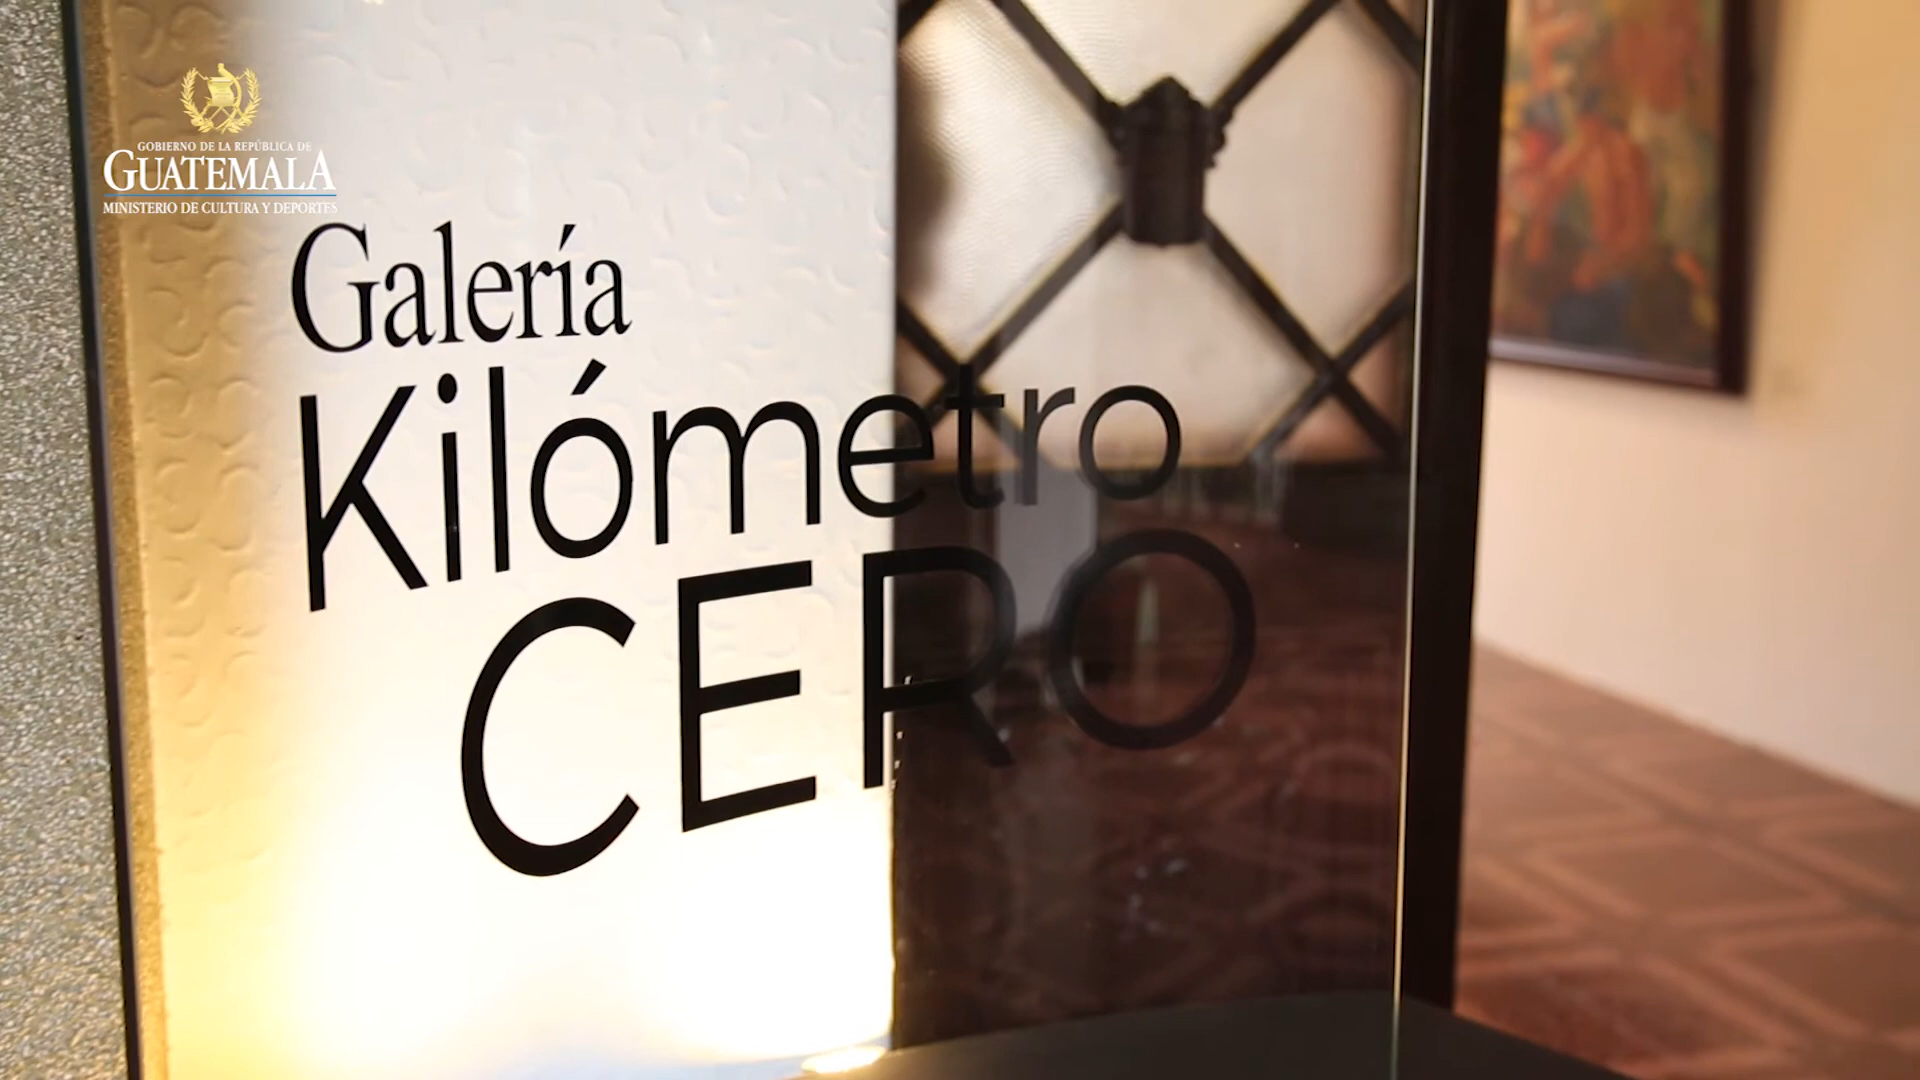 GOBIERNO DE LA REPÚBLICA DE
GUATEMALA
MINISTERIO DE CULTURA Y DEPORTES
Galería
Kilómetro
CERO